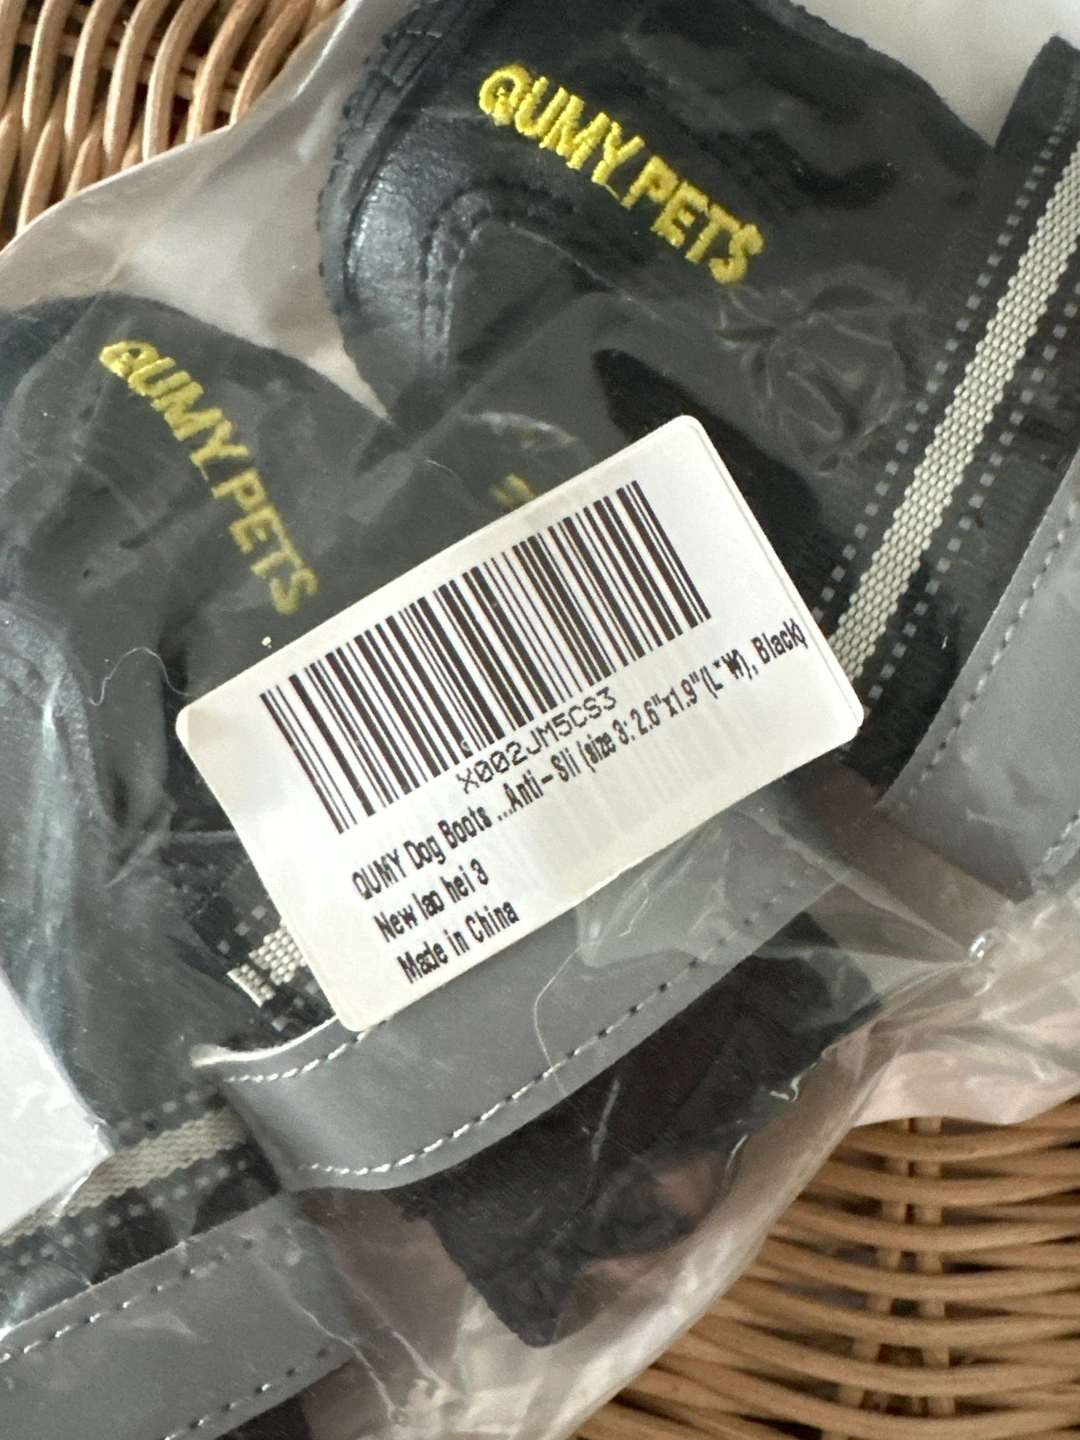 QUMY PETS
QUMY PETS
X002JM5CS3
QUMY Dog Boots ...Anti-Sli (size 3: 2.6"x1.9"(L*W), Black)
New lao hei 3
Made in China